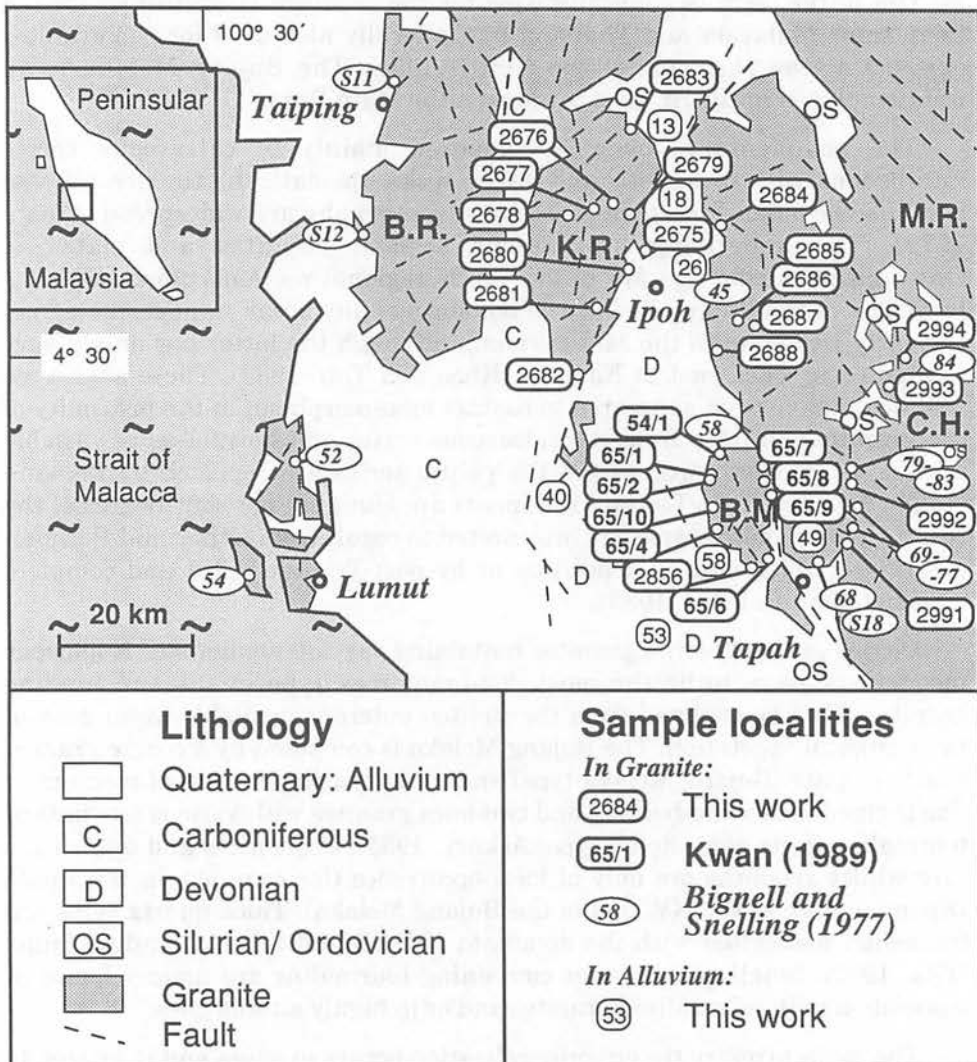 100° 30'
S11
Taiping
Peninsular
Malaysia
C
OS
2683
13
2676
2677
2679
18
2684
2678
B.R.
K.R.
M.R.
S12
2675
2680
26
2685
2686
2681
45
Ipoh
2687
OS
2994
4° 30'
C
D
2688
84
2682
2993
S
C.H.
54/1
58
65/7
OS
52
C
65/1
65/8
79-
-83
Strait of
Malacca
40
65/2
B.M.
65/9
2992
65/10
49
69-
-77
65/4
58
D
2856
68
54
Lumut
65/6
S18
2991
20 km
53
D
Tapah
OS
Lithology
Quaternary; Alluvium
C Carboniferous
D Devonian
OS Silurian / Ordovician
Granite
Fault
Sample localities
In Granite:
2684 This work
65/1 Kwan (1989)
58 Bignell and
Snelling (1977)
In Alluvium:
53 This work